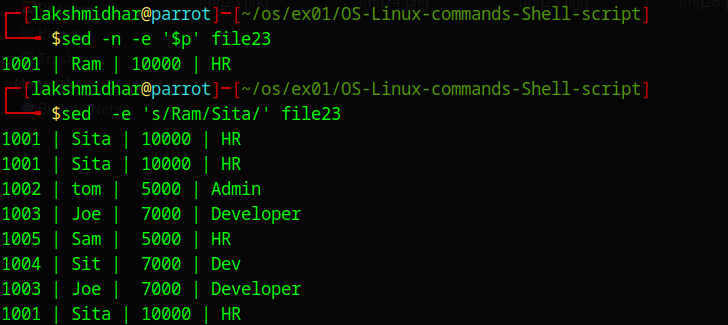 ┌─[lakshmidhar@parrot]─[~/os/ex01/OS-Linux-commands-Shell-script]
└──╼ $sed -n -e '$p' file23
1001 | Ram | 10000 | HR
┌─[lakshmidhar@parrot]─[~/os/ex01/OS-Linux-commands-Shell-script]
└──╼ $sed  -e 's/Ram/Sita/' file23
1001 | Sita | 10000 | HR
1001 | Sita | 10000 | HR
1002 | tom |  5000 | Admin
1003 | Joe |  7000 | Developer
1005 | Sam |  5000 | HR
1004 | Sit |  7000 | Dev
1003 | Joe |  7000 | Developer
1001 | Sita | 10000 | HR